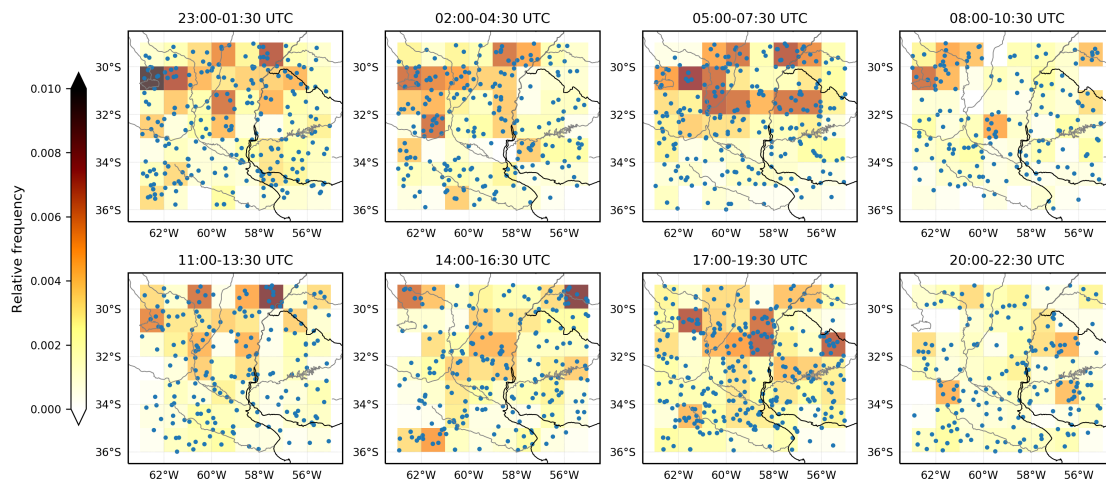 23:00-01:30 UTC
02:00-04:30 UTC
05:00-07:30 UTC
08:00-10:30 UTC
30°S
32°S
34°S
36°S
62°W
60°W
58°W
56°W
30°S
32°S
34°S
36°S
62°W
60°W
58°W
56°W
30°S
32°S
34°S
36°S
62°W
60°W
58°W
56°W
30°S
32°S
34°S
36°S
62°W
60°W
58°W
56°W
Relative frequency
0.010
0.008
0.006
0.004
0.002
0.000
11:00-13:30 UTC
14:00-16:30 UTC
17:00-19:30 UTC
20:00-22:30 UTC
30°S
32°S
34°S
36°S
62°W
60°W
58°W
56°W
30°S
32°S
34°S
36°S
62°W
60°W
58°W
56°W
30°S
32°S
34°S
36°S
62°W
60°W
58°W
56°W
30°S
32°S
34°S
36°S
62°W
60°W
58°W
56°W